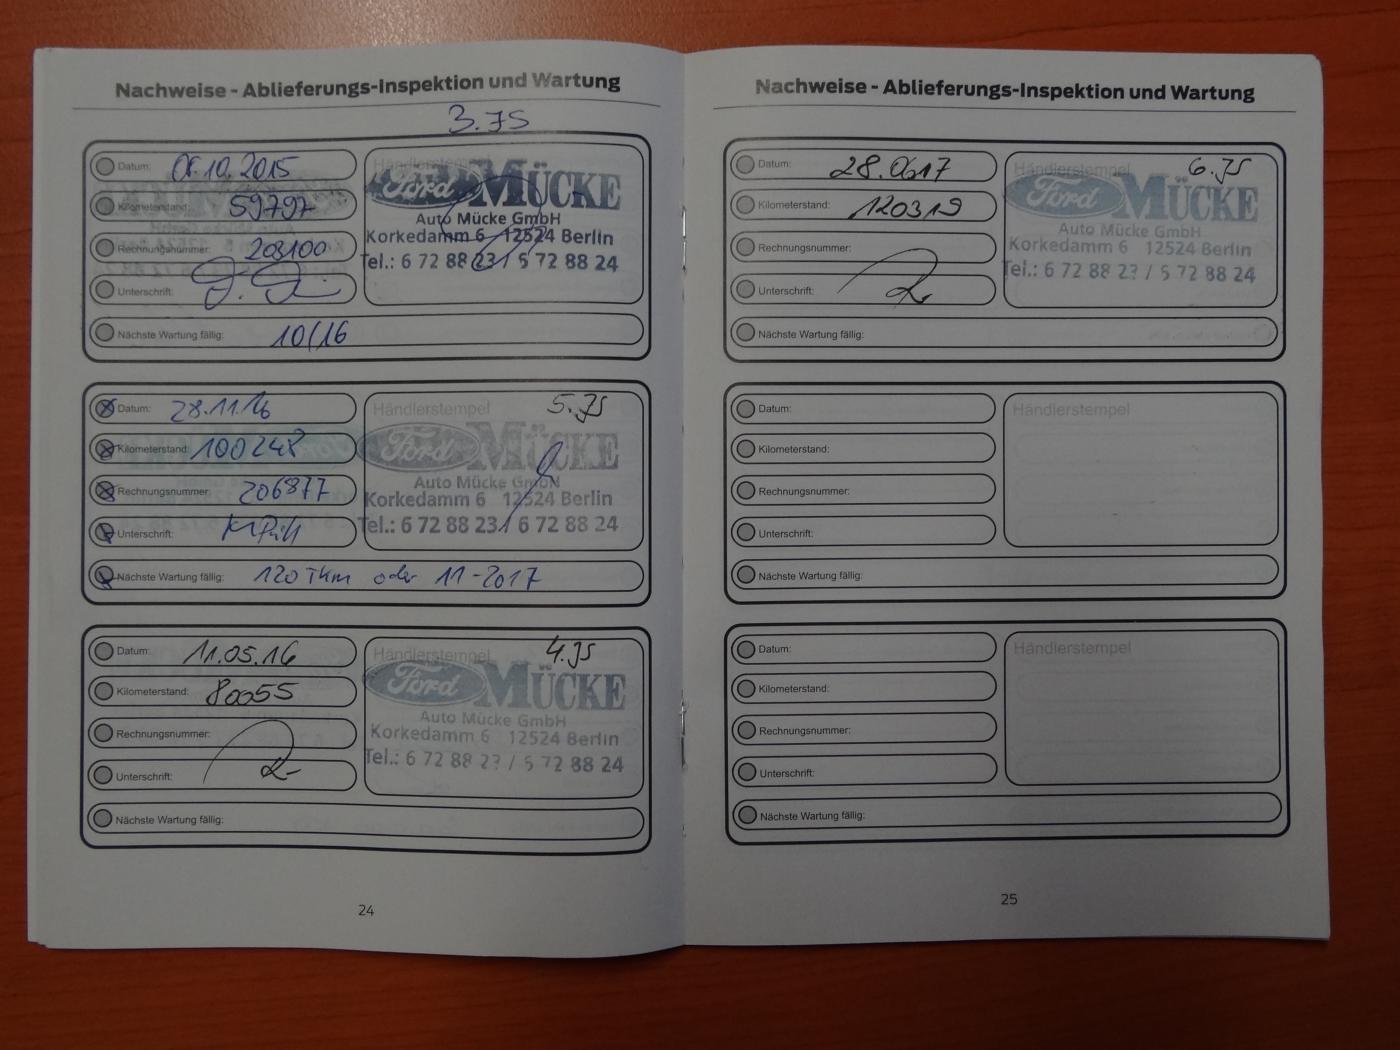 Nachweise - Ablieferungs-Inspektion und Wartung
3. JS
Datum: 08.10.2015
Kilometerstand: 59797
Rechnungsnummer: 203100
Unterschrift:
Händlerstempel
Ford MÜCKE
Auto Mücke GmbH
Korkedamm 6 12524 Berlin
Tel.: 6 72 88 23 / 6 72 88 24
Nächste Wartung fällig: 10/16
Datum: 28.11.16
Kilometerstand: 100248
Rechnungsnummer: 206877
Unterschrift:
Händlerstempel 5. JS
Ford MÜCKE
Auto Mücke GmbH
Korkedamm 6 12524 Berlin
Tel.: 6 72 88 23 / 6 72 88 24
Nächste Wartung fällig: 120 Tkm oder 11-2017
Datum: 11.05.16
Kilometerstand: 80055
Rechnungsnummer:
Unterschrift:
Händlerstempel 4. JS
Ford MÜCKE
Auto Mücke GmbH
Korkedamm 6 12524 Berlin
Tel.: 6 72 88 23 / 6 72 88 24
Nächste Wartung fällig:
24
Nachweise - Ablieferungs-Inspektion und Wartung
Datum: 28.0617
Kilometerstand: 120319
Rechnungsnummer:
Unterschrift:
Händlerstempel 6. JS
Ford MÜCKE
Auto Mücke GmbH
Korkedamm 6 12524 Berlin
Tel.: 6 72 88 23 / 6 72 88 24
Nächste Wartung fällig:
Datum:
Kilometerstand:
Rechnungsnummer:
Unterschrift:
Händlerstempel
Nächste Wartung fällig:
Datum:
Kilometerstand:
Rechnungsnummer:
Unterschrift:
Händlerstempel
Nächste Wartung fällig:
25